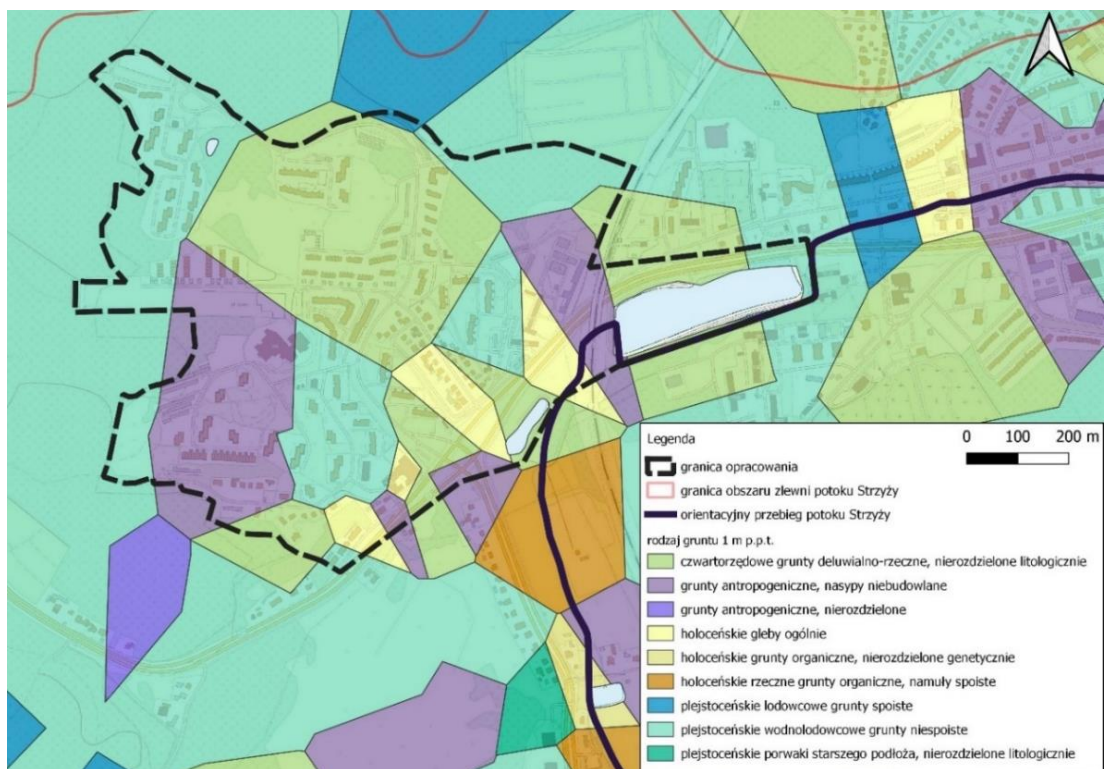 Legenda
0 100 200 m
granica opracowania
granica obszaru zlewni potoku Strzyży
orientacyjny przebieg potoku Strzyży
rodzaj gruntu 1 m p.p.t.
czwartorzędowe grunty deluwialno-rzeczne, nierozdzielone litologicznie
grunty antropogeniczne, nasypy niebudowlane
grunty antropogeniczne, nierozdzielone
holoceńskie gleby ogólnie
holoceńskie grunty organiczne, nierozdzielone genetycznie
holoceńskie rzeczne grunty organiczne, namuły spoiste
plejstoceńskie lodowcowe grunty spoiste
plejstoceńskie wodnolodowcowe grunty niespoiste
plejstoceńskie porwaki starszego podłoża, nierozdzielone litologicznie